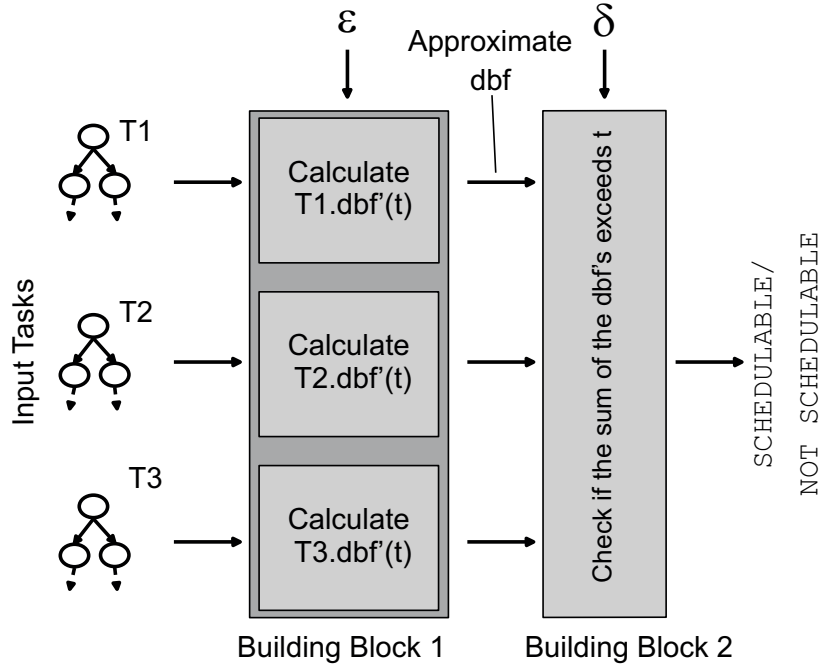 ε
δ
Approximate
dbf
T1
Calculate
T1.dbf'(t)
T2
Calculate
T2.dbf'(t)
T3
Calculate
T3.dbf'(t)
Input Tasks
Check if the sum of the dbf's exceeds t
SCHEDULABLE/
NOT SCHEDULABLE
Building Block 1
Building Block 2